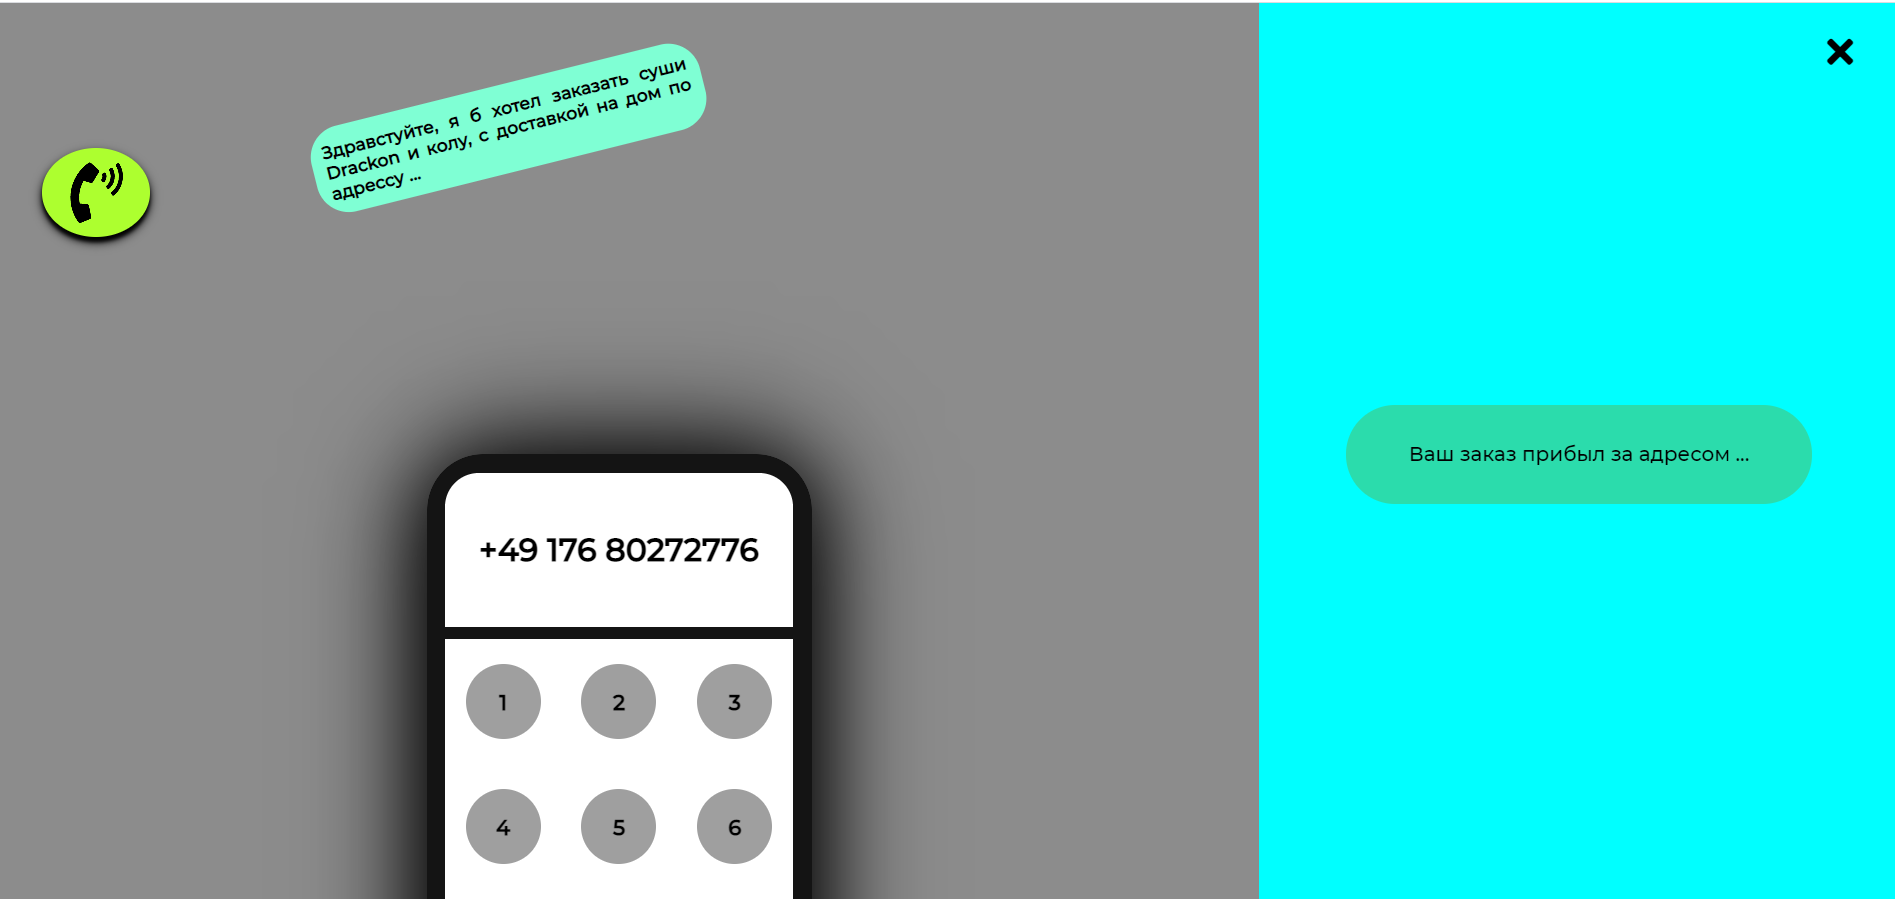 Здравстуйте, я б хотел заказать суши
Drackon и колу, с доставкой на дом по
адрессу ...
+49 176 80272776
1 2 3
4 5 6
Ваш заказ прибыл за адресом ...